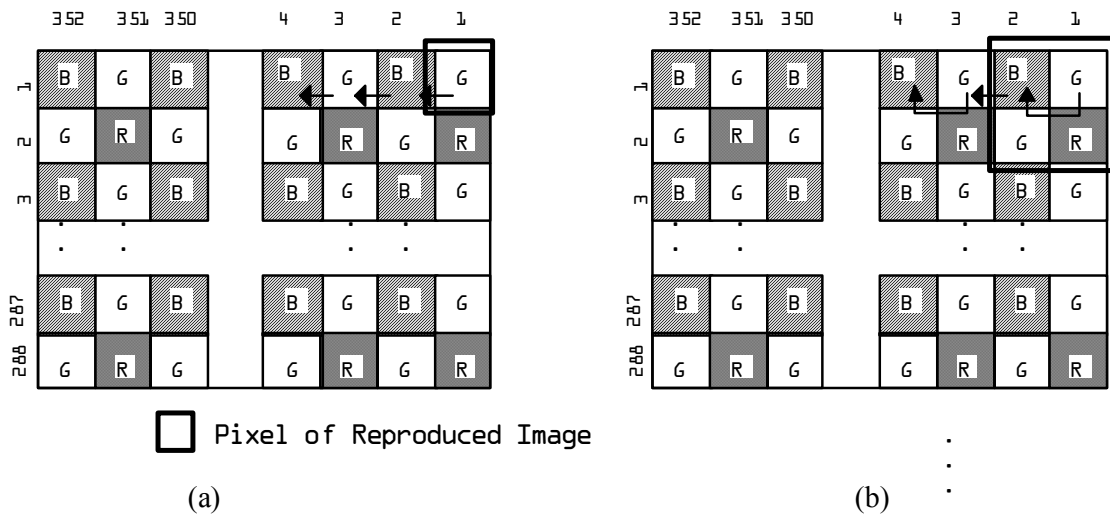 352 351 350 4 3 2 1 352 351 350 4 3 2 1
1 B G B B G B G 1 B G B B G B G
2 G R G G R G R 2 G R G G R G R
3 B G B B G B G 3 B G B B G B G
287 B G B B G B G 287 B G B B G B G
288 G R G G R G R 288 G R G G R G R
Pixel of Reproduced Image
(a) (b)